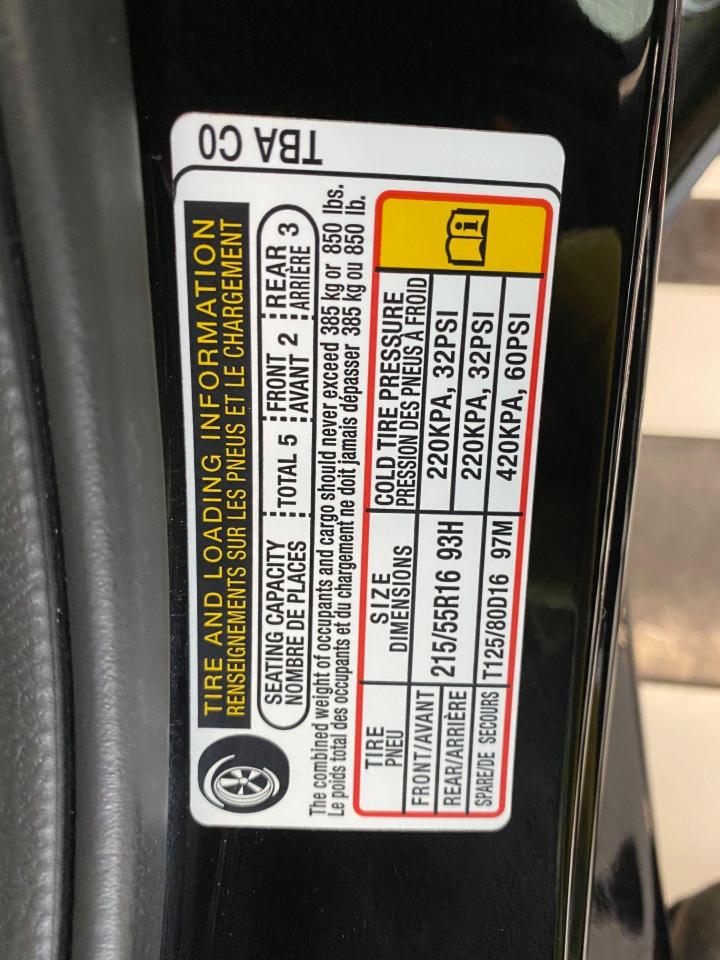 TBA C0
TIRE AND LOADING INFORMATION
RENSEIGNEMENTS SUR LES PNEUS ET LE CHARGEMENT
SEATING CAPACITY TOTAL 5 FRONT 2 REAR 3
NOMBRE DE PLACES AVANT ARRIÈRE
The combined weight of occupants and cargo should never exceed 385 kg or 850 lbs.
Le poids total des occupants et du chargement ne doit jamais dépasser 385 kg ou 850 lb.
TIRE SIZE COLD TIRE PRESSURE
PNEU DIMENSIONS PRESSION DES PNEUS À FROID
FRONT/AVANT 215/55R16 93H 220KPA, 32PSI
REAR/ARRIÈRE 220KPA, 32PSI
SPARE/DE SECOURS T125/80D16 97M 420KPA, 60PSI